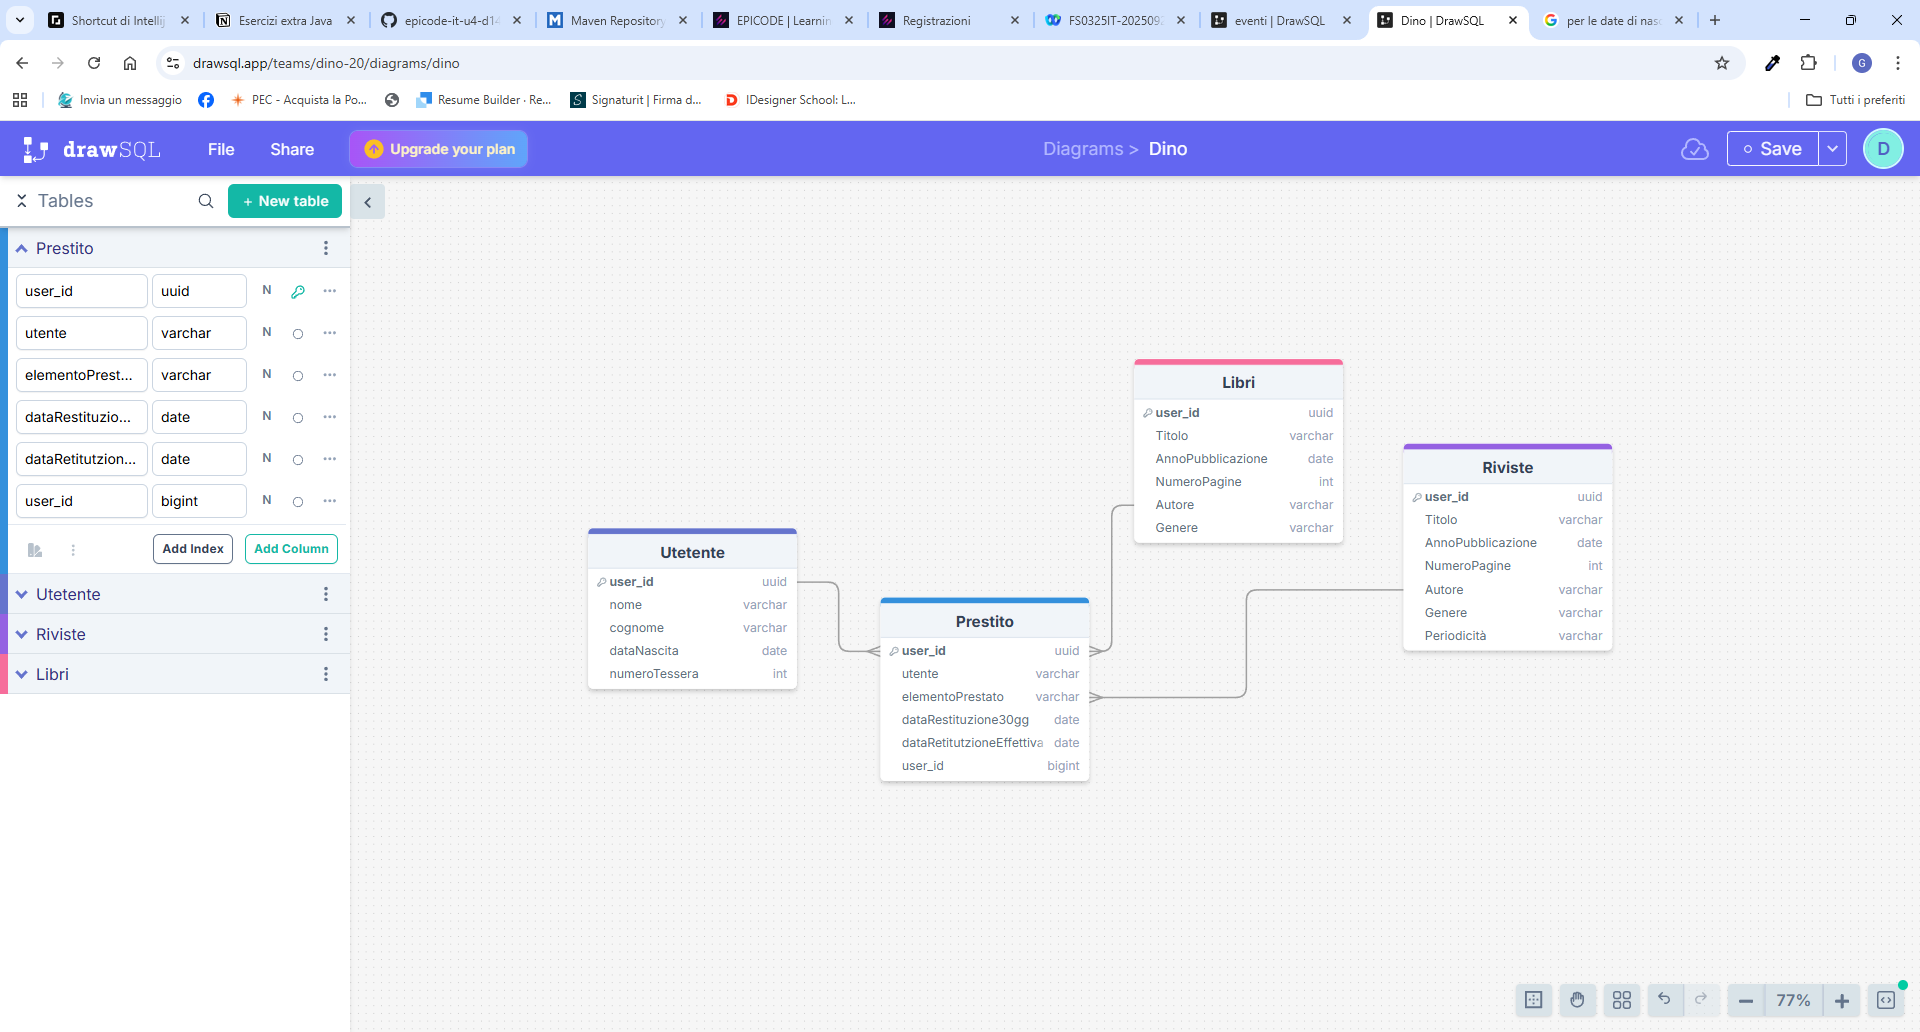 Shortcut di Intellij
Esercizi extra Java
epicode-it-u4-d14
Maven Repository
EPICODE | Learnin
Registrazioni
FS0325IT-2025092
eventi | DrawSQL
Dino | DrawSQL
per le date di nasc
drawsql.app/teams/dino-20/diagrams/dino
G
Invia un messaggio
PEC - Acquista la Po...
Resume Builder · Re...
Signaturit | Firma d...
IDesigner School: L...
Tutti i preferiti
drawSQL
File
Share
Upgrade your plan
Diagrams > Dino
Save
D
Tables
+ New table
Prestito
user_id uuid N
utente varchar N
elementoPrest... varchar N
dataRestituzio... date N
dataRetitutzion... date N
user_id bigint N
Add Index
Add Column
Utetente
Riviste
Libri
Utetente
user_id uuid
nome varchar
cognome varchar
dataNascita date
numeroTessera int
Prestito
user_id uuid
utente varchar
elementoPrestato varchar
dataRestituzione30gg date
dataRetitutzioneEffettiva date
user_id bigint
Libri
user_id uuid
Titolo varchar
AnnoPubblicazione date
NumeroPagine int
Autore varchar
Genere varchar
Riviste
user_id uuid
Titolo varchar
AnnoPubblicazione date
NumeroPagine int
Autore varchar
Genere varchar
Periodicità varchar
77%